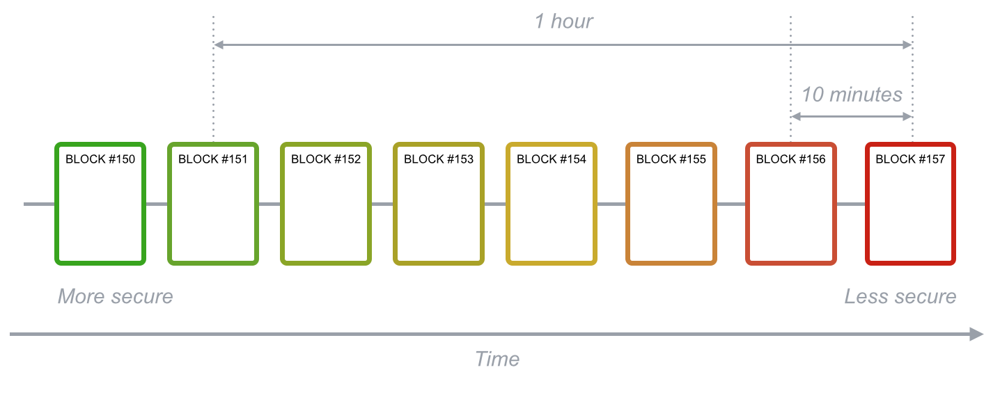 1 hour
10 minutes
BLOCK #150
BLOCK #151
BLOCK #152
BLOCK #153
BLOCK #154
BLOCK #155
BLOCK #156
BLOCK #157
More secure
Less secure
Time